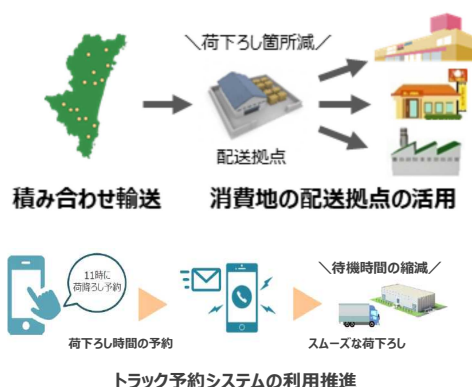 ＼荷下ろし箇所減／
配送拠点
積み合わせ輸送
消費地の配送拠点の活用
11時に
荷降ろし予約
＼待機時間の縮減／
荷下ろし時間の予約
スムーズな荷下ろし
トラック予約システムの利用推進